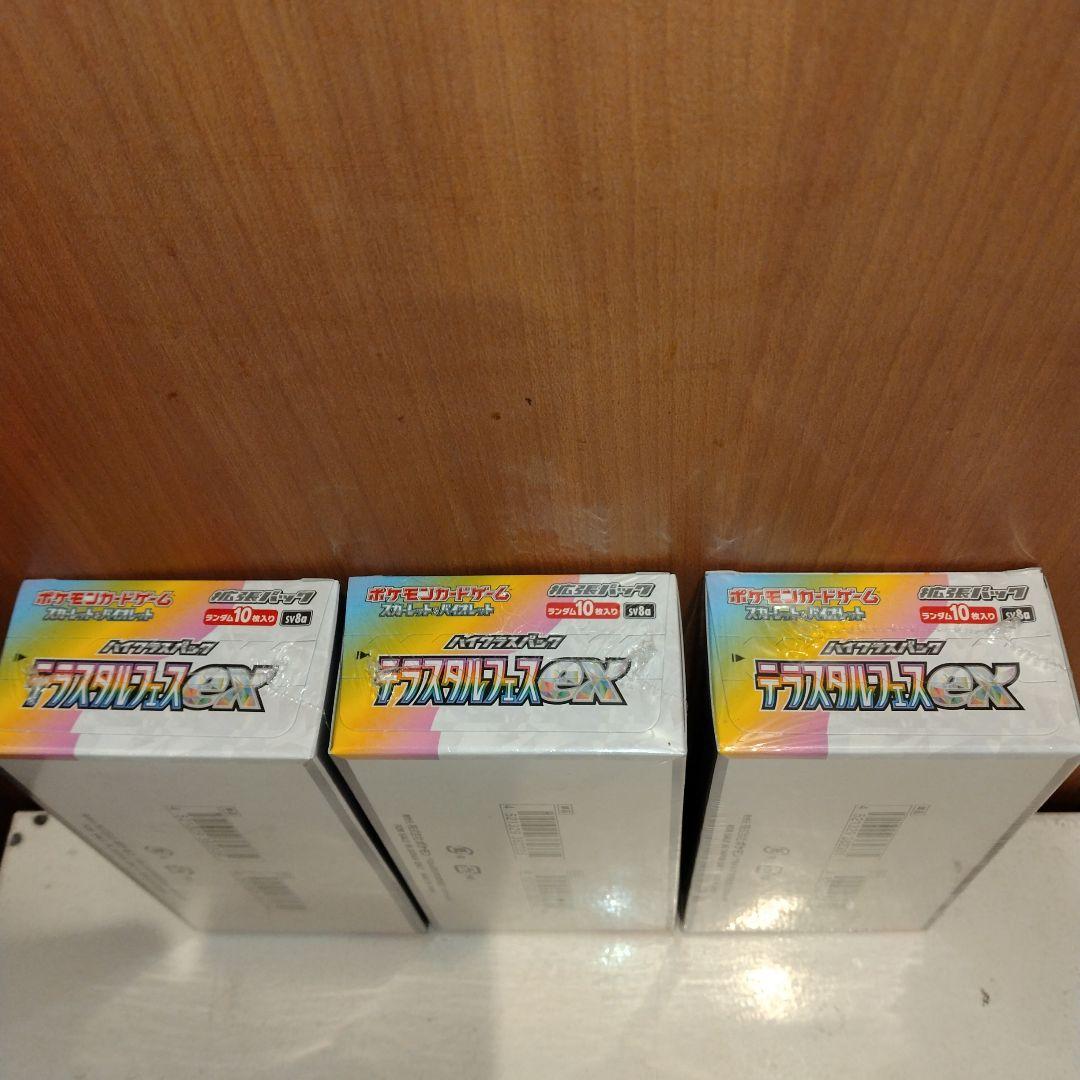 ポケモンカードゲーム
スカーレット&バイオレット
拡張パック
ランダム10枚入り sv8a
ハイクラスパック
テラスタルフェスex
ポケモンカードゲーム
スカーレット&バイオレット
拡張パック
ランダム10枚入り sv8a
ハイクラスパック
テラスタルフェスex
ポケモンカードゲーム
スカーレット&バイオレット
拡張パック
ランダム10枚入り sv8a
ハイクラスパック
テラスタルフェスex